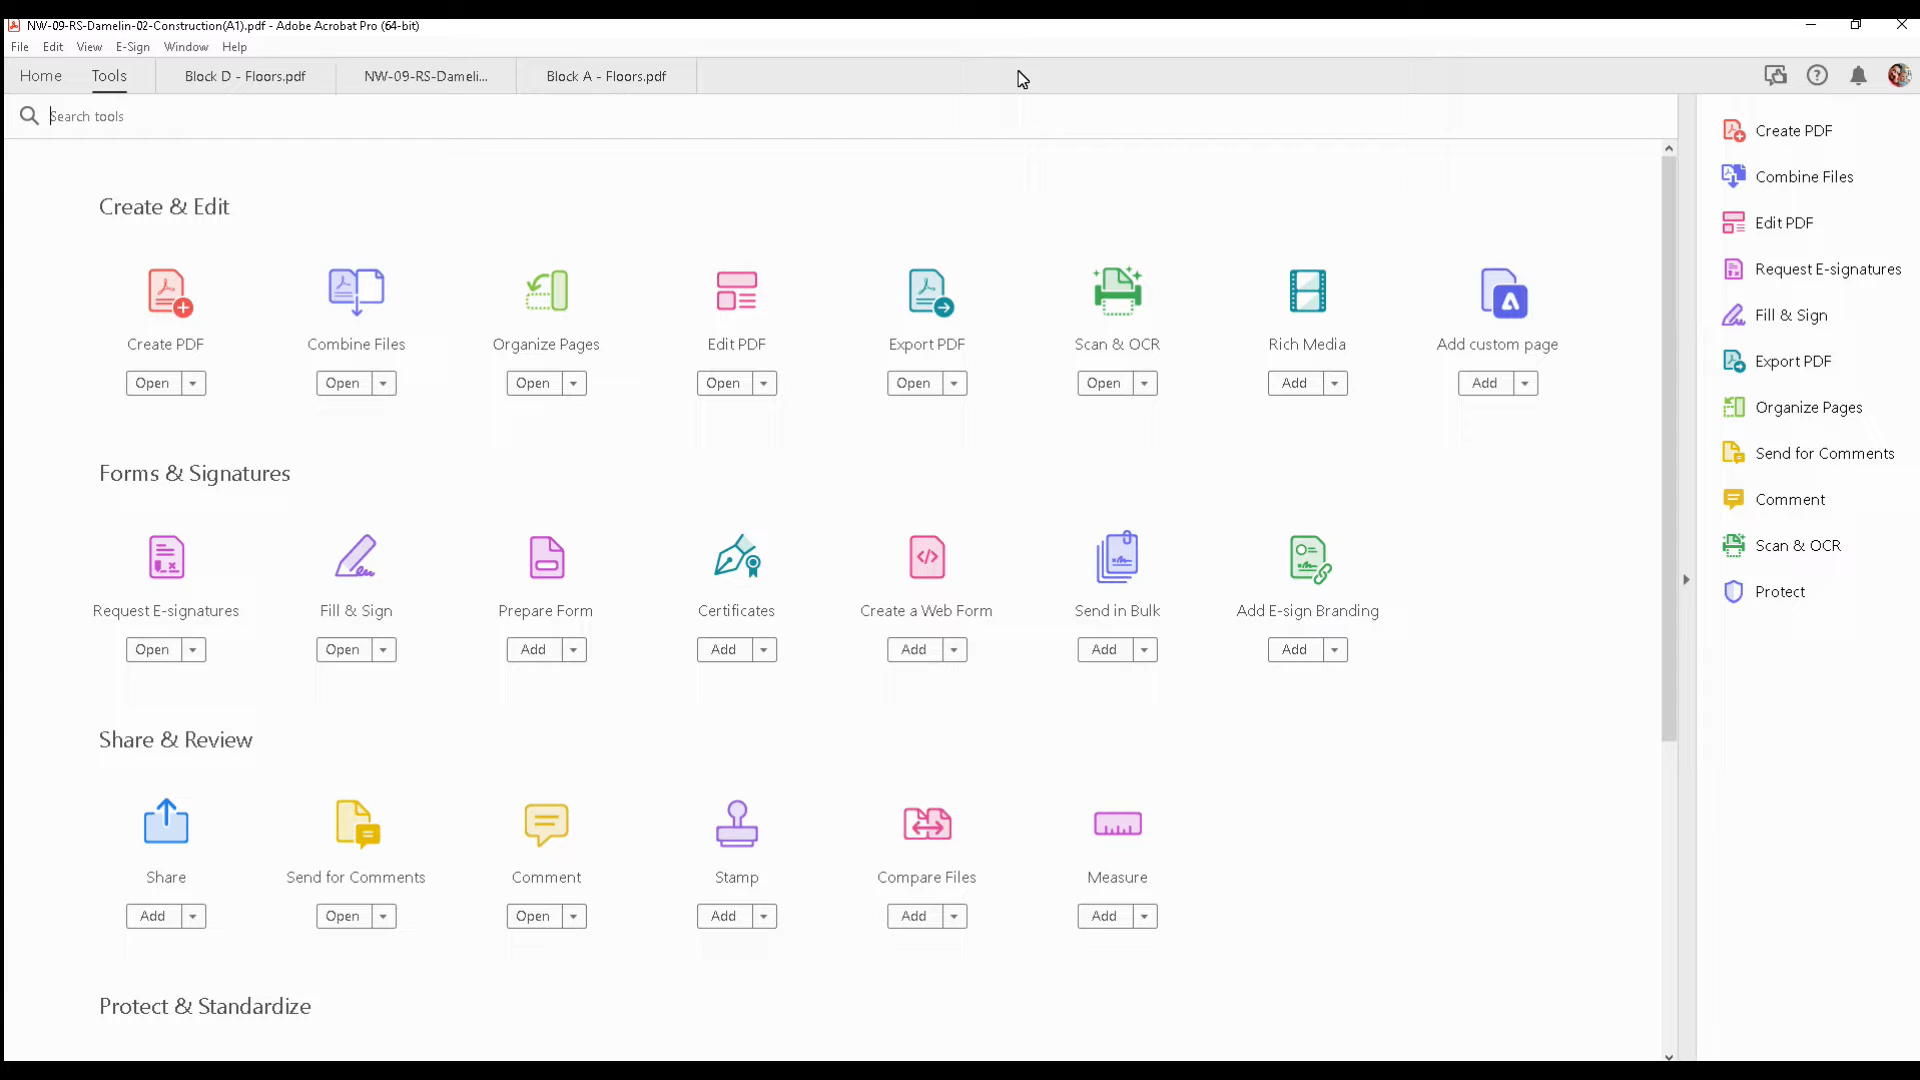 NW-09-RS-Damelin-02-Construction(A1).pdf - Adobe Acrobat Pro (64-bit)
File Edit View E-Sign Window Help
Home Tools Block D - Floors.pdf NW-09-RS-Dameli... Block A - Floors.pdf
Search tools
Create & Edit
Create PDF Combine Files Organize Pages Edit PDF Export PDF Scan & OCR Rich Media Add custom page
Open Open Open Open Open Open Add Add
Forms & Signatures
Request E-signatures Fill & Sign Prepare Form Certificates Create a Web Form Send in Bulk Add E-sign Branding
Open Open Add Add Add Add Add
Share & Review
Share Send for Comments Comment Stamp Compare Files Measure
Add Open Open Add Add Add
Protect & Standardize
Create PDF
Combine Files
Edit PDF
Request E-signatures
Fill & Sign
Export PDF
Organize Pages
Send for Comments
Comment
Scan & OCR
Protect